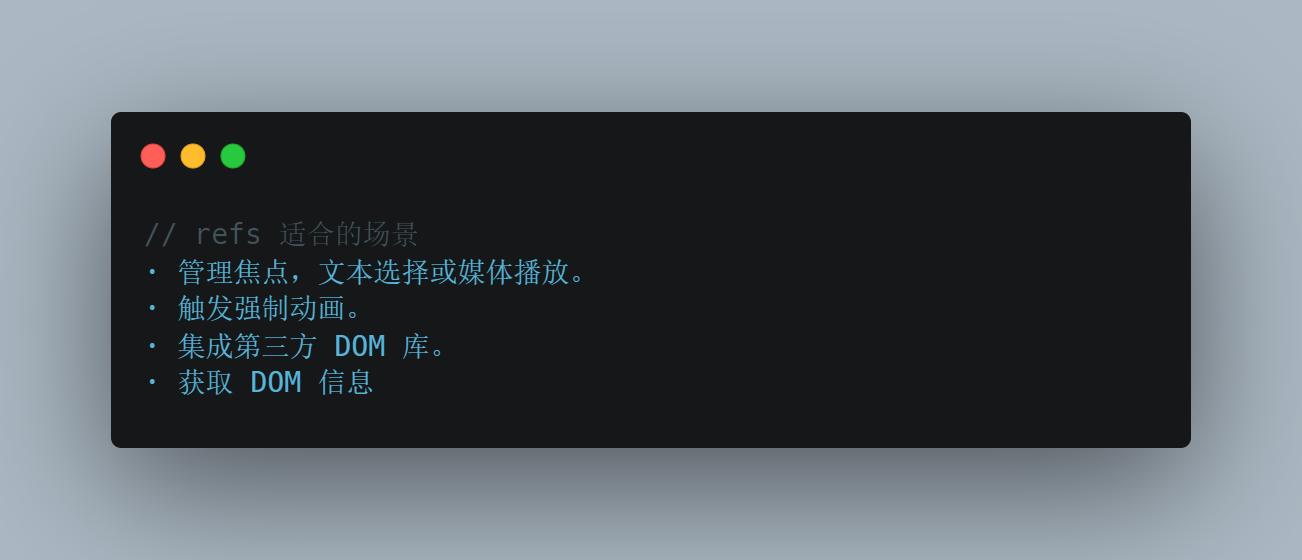 // refs 适合的场景
· 管理焦点，文本选择或媒体播放。
· 触发强制动画。
· 集成第三方 DOM 库。
· 获取 DOM 信息